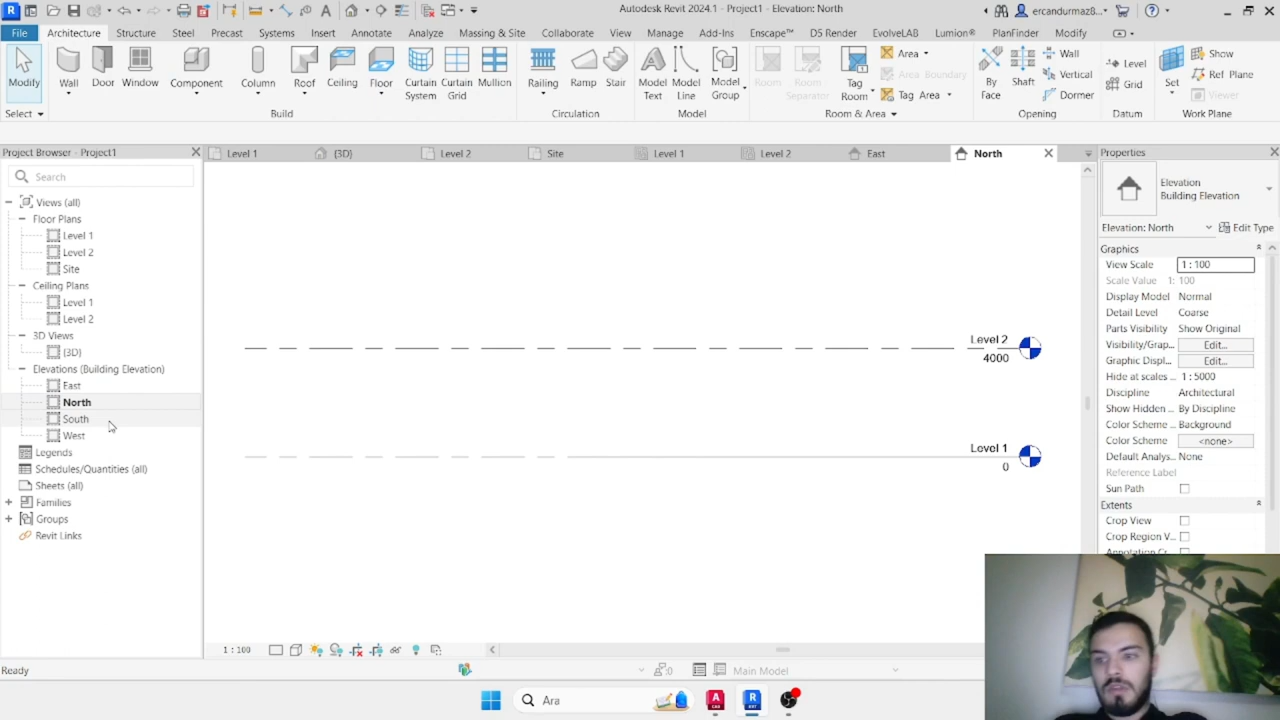 Autodesk Revit 2024.1 - Project1 - Elevation: North
ercandurmaz8...
File Architecture Structure Steel Precast Systems Insert Annotate Analyze Massing & Site Collaborate View Manage Add-Ins Enscape™ D5 Render EvolveLAB Lumion® PlanFinder Modify
Modify Wall Door Window Component Column Roof Ceiling Floor Curtain System Curtain Grid Mullion Railing Ramp Stair Model Text Model Line Model Group Room Room Separator Tag Room
Area
Area Boundary
Tag Area
By Face Shaft
Wall
Vertical
Dormer
Level
Grid
Set
Show
Ref Plane
Viewer
Select Build Circulation Model Room & Area Opening Datum Work Plane
Project Browser - Project1
Level 1 (3D) Level 2 Site Level 1 Level 2 East North
Properties
Search
Views (all)
Floor Plans
Level 1
Level 2
Site
Ceiling Plans
Level 1
Level 2
3D Views
(3D)
Elevations (Building Elevation)
East
North
South
West
Legends
Schedules/Quantities (all)
Sheets (all)
Families
Groups
Revit Links
Level 2
4000
Level 1
0
Elevation
Building Elevation
Elevation: North Edit Type
Graphics
View Scale 1 : 100
Scale Value 1: 100
Display Model Normal
Detail Level Coarse
Parts Visibility Show Original
Visibility/Grap... Edit...
Graphic Displ... Edit...
Hide at scales ... 1 : 5000
Discipline Architectural
Show Hidden ... By Discipline
Color Scheme ... Background
Color Scheme <none>
Default Analys... None
Reference Label
Sun Path
Extents
Crop View
Crop Region V...
1 : 100
Ready
:0
Main Model
Ara